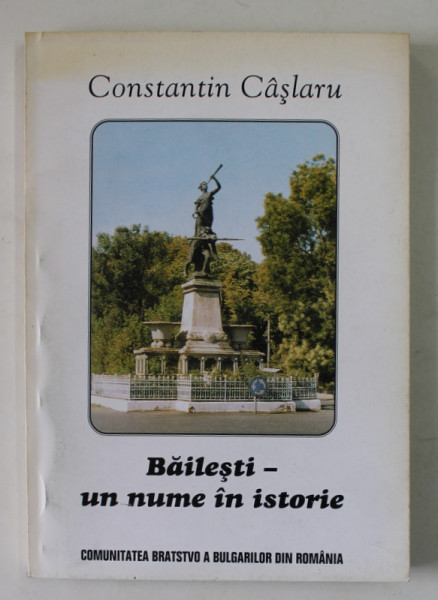 Constantin Câşlaru
Băileşti –
un nume în istorie
COMUNITATEA BRATSTVO A BULGARILOR DIN ROMÂNIA